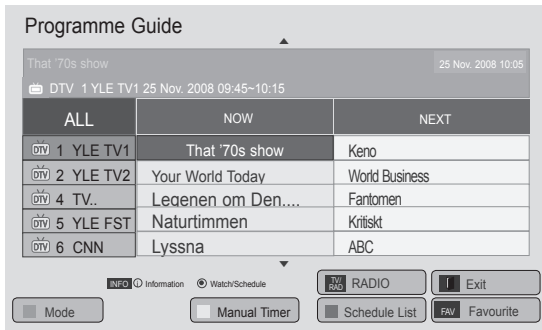 Programme Guide
That '70s show 25 Nov. 2008 10:05
DTV 1 YLE TV1 25 Nov. 2008 09:45~10:15
ALL NOW NEXT
DTV 1 YLE TV1 That '70s show Keno
DTV 2 YLE TV2 Your World Today World Business
DTV 4 TV.. Legenen om Den.... Fantomen
DTV 5 YLE FST Naturtimmen Kritiskt
DTV 6 CNN Lyssna ABC
INFO i Information Watch/Schedule TV/RAD RADIO Exit
Mode Manual Timer Schedule List FAV Favourite